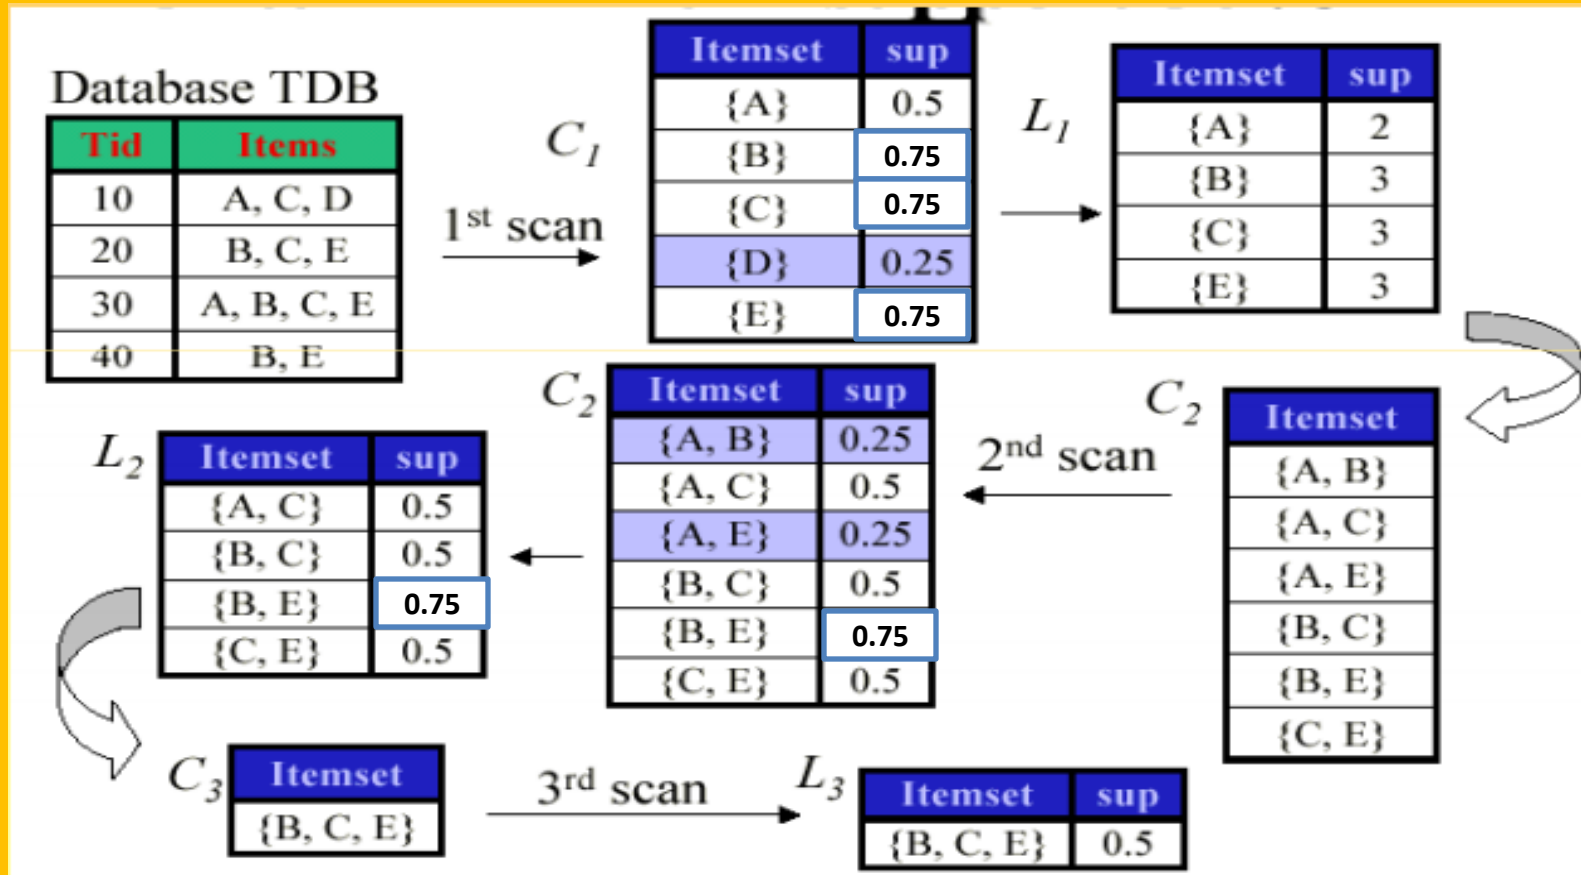 Database TDB
Tid Items
10 A, C, D
20 B, C, E
30 A, B, C, E
40 B, E
1st scan
C1
Itemset sup
{A} 0.5
{B} 0.75
{C} 0.75
{D} 0.25
{E} 0.75
L1
Itemset sup
{A} 2
{B} 3
{C} 3
{E} 3
C2
Itemset
{A, B}
{A, C}
{A, E}
{B, C}
{B, E}
{C, E}
2nd scan
C2
Itemset sup
{A, B} 0.25
{A, C} 0.5
{A, E} 0.25
{B, C} 0.5
{B, E} 0.75
{C, E} 0.5
L2
Itemset sup
{A, C} 0.5
{B, C} 0.5
{B, E} 0.75
{C, E} 0.5
C3
Itemset
{B, C, E}
3rd scan
L3
Itemset sup
{B, C, E} 0.5